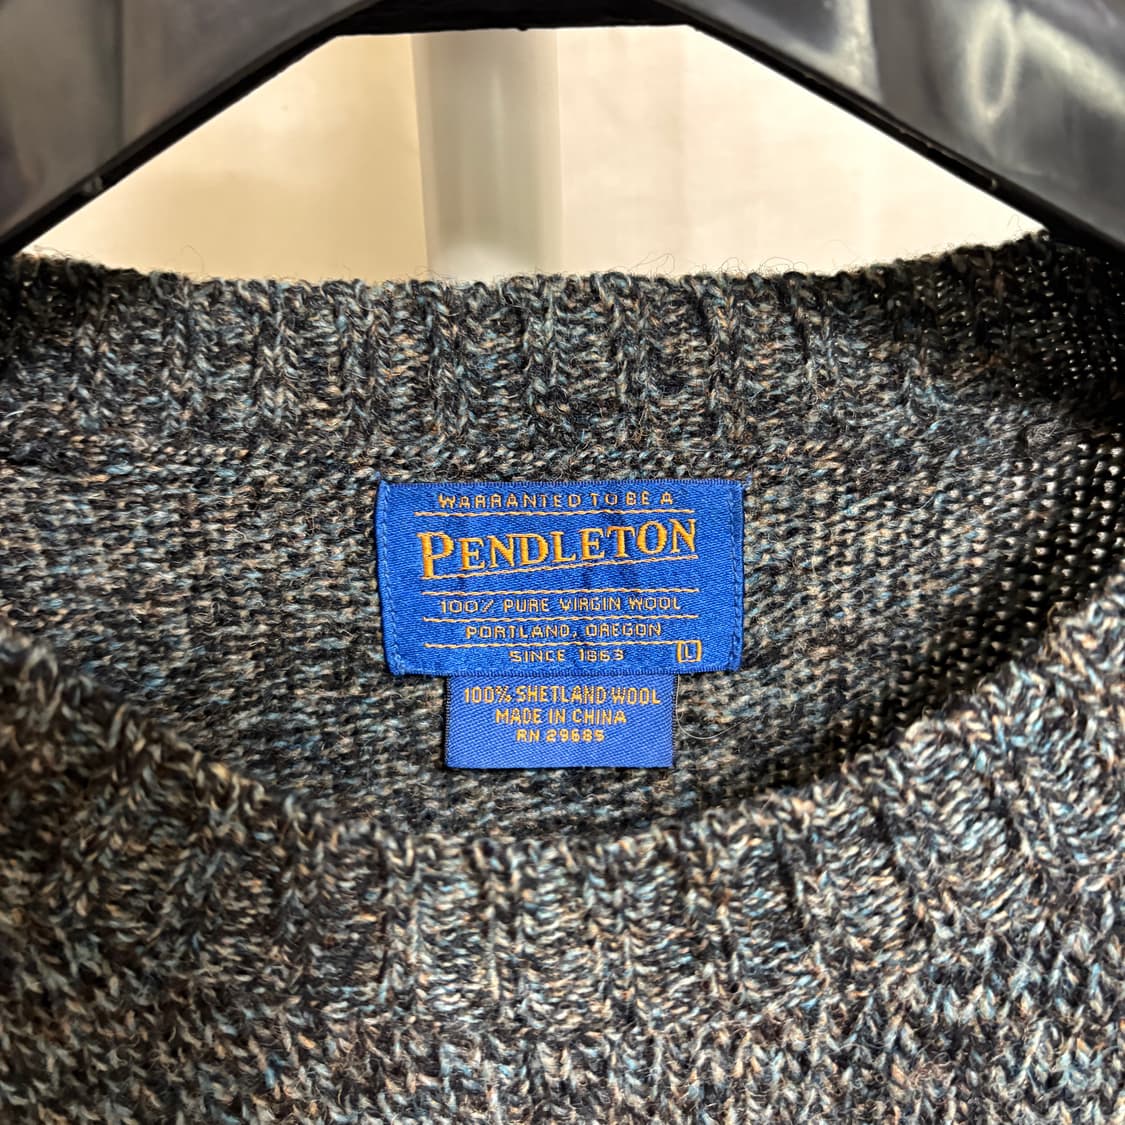 WARRANTED TO BE A
PENDLETON
100% PURE VIRGIN WOOL
PORTLAND, OREGON
SINCE 1863
L
100% SHETLAND WOOL
MADE IN CHINA
RN 29685